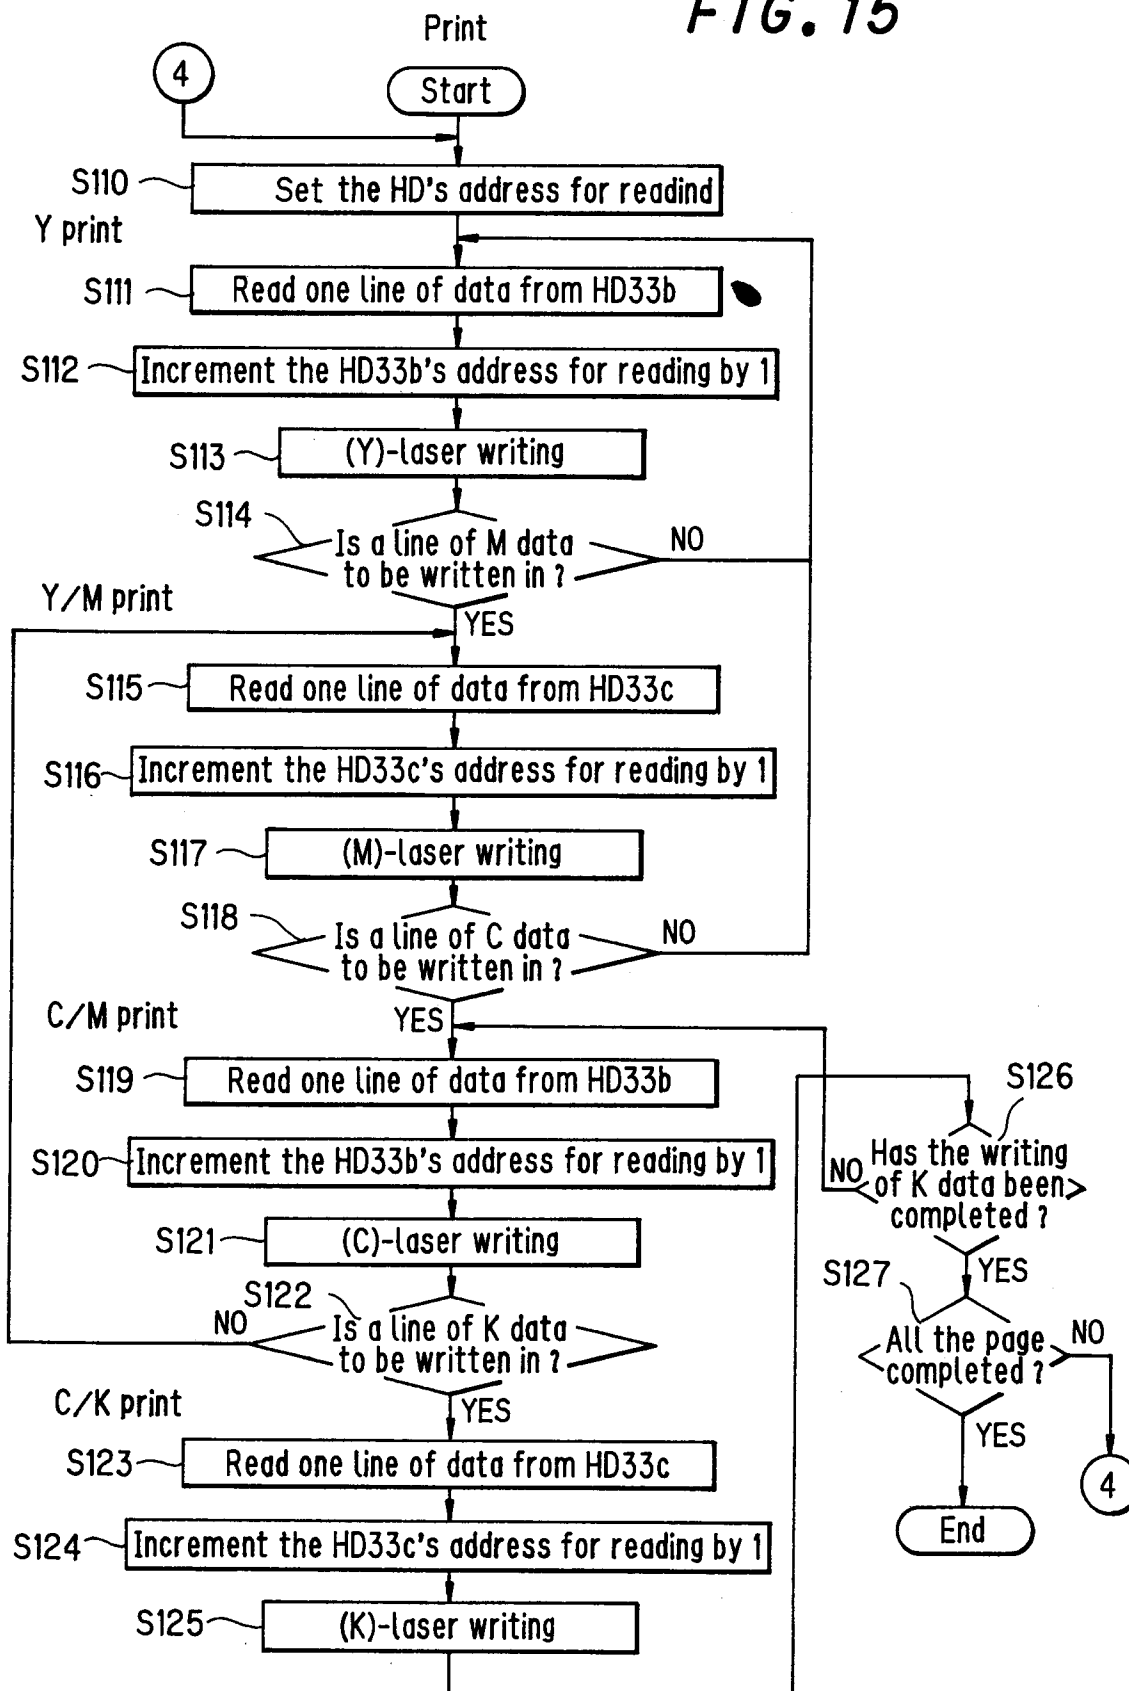 FIG. 15
Print
4
Start
S110
Set the HD's address for readind
Y print
S111
Read one line of data from HD33b
S112
Increment the HD33b's address for reading by 1
S113
(Y)-laser writing
S114
Is a line of M data
to be written in ?
NO
YES
Y/M print
S115
Read one line of data from HD33c
S116
Increment the HD33c's address for reading by 1
S117
(M)-laser writing
S118
Is a line of C data
to be written in ?
NO
YES
C/M print
S119
Read one line of data from HD33b
S120
Increment the HD33b's address for reading by 1
S121
(C)-laser writing
S122
Is a line of K data
to be written in ?
NO
YES
C/K print
S123
Read one line of data from HD33c
S124
Increment the HD33c's address for reading by 1
S125
(K)-laser writing
S126
Has the writing
of K data been
completed ?
NO
YES
S127
All the page
completed ?
NO
YES
4
End